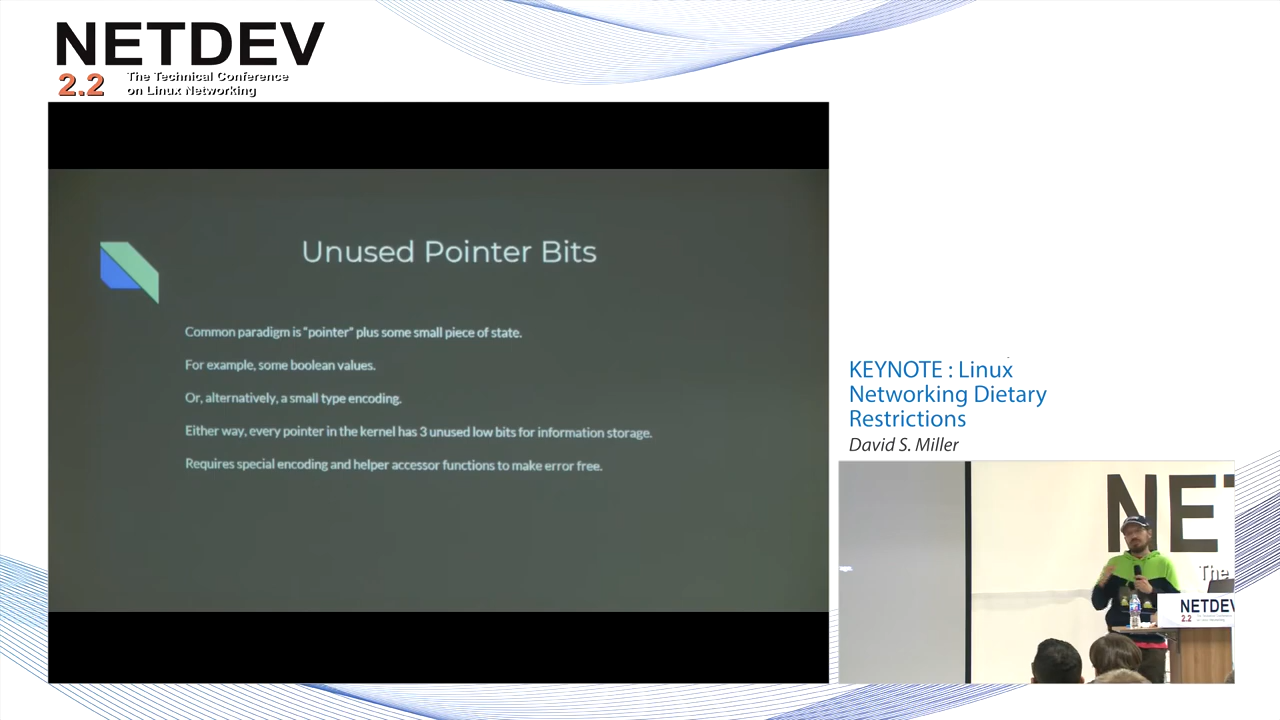 NETDEV
2.2 The Technical Conference
on Linux Networking
Unused Pointer Bits
Common paradigm is “pointer” plus some small piece of state.
For example, some boolean values.
Or, alternatively, a small type encoding.
Either way, every pointer in the kernel has 3 unused low bits for information storage.
Requires special encoding and helper accessor functions to make error free.
KEYNOTE : Linux
Networking Dietary
Restrictions
David S. Miller
NET
The
NETDEV
2.2